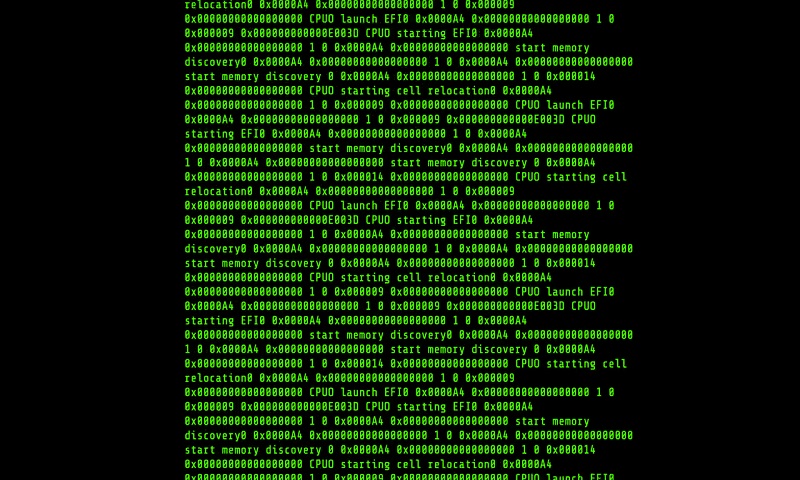 relocation0 0x0000A4 0x0000000000000000 1 0 0x000009
0x0000000000000000 CPU0 launch EFI0 0x0000A4 0x0000000000000000 1 0
0x000009 0x000000000000E003D CPU0 starting EFI0 0x0000A4
0x0000000000000000 1 0 0x0000A4 0x0000000000000000 start memory
discovery0 0x0000A4 0x0000000000000000 1 0 0x0000A4 0x0000000000000000
start memory discovery 0 0x0000A4 0x0000000000000000 1 0 0x000014
0x0000000000000000 CPU0 starting cell relocation0 0x0000A4
0x0000000000000000 1 0 0x000009 0x0000000000000000 CPU0 launch EFI0
0x0000A4 0x0000000000000000 1 0 0x000009 0x000000000000E003D CPU0
starting EFI0 0x0000A4 0x0000000000000000 1 0 0x0000A4
0x0000000000000000 start memory discovery0 0x0000A4 0x0000000000000000
1 0 0x0000A4 0x0000000000000000 start memory discovery 0 0x0000A4
0x0000000000000000 1 0 0x000014 0x0000000000000000 CPU0 starting cell
relocation0 0x0000A4 0x0000000000000000 1 0 0x000009
0x0000000000000000 CPU0 launch EFI0 0x0000A4 0x0000000000000000 1 0
0x000009 0x000000000000E003D CPU0 starting EFI0 0x0000A4
0x0000000000000000 1 0 0x0000A4 0x0000000000000000 start memory
discovery0 0x0000A4 0x0000000000000000 1 0 0x0000A4 0x0000000000000000
start memory discovery 0 0x0000A4 0x0000000000000000 1 0 0x000014
0x0000000000000000 CPU0 starting cell relocation0 0x0000A4
0x0000000000000000 1 0 0x000009 0x0000000000000000 CPU0 launch EFI0
0x0000A4 0x0000000000000000 1 0 0x000009 0x000000000000E003D CPU0
starting EFI0 0x0000A4 0x0000000000000000 1 0 0x0000A4
0x0000000000000000 start memory discovery0 0x0000A4 0x0000000000000000
1 0 0x0000A4 0x0000000000000000 start memory discovery 0 0x0000A4
0x0000000000000000 1 0 0x000014 0x0000000000000000 CPU0 starting cell
relocation0 0x0000A4 0x0000000000000000 1 0 0x000009
0x0000000000000000 CPU0 launch EFI0 0x0000A4 0x0000000000000000 1 0
0x000009 0x000000000000E003D CPU0 starting EFI0 0x0000A4
0x0000000000000000 1 0 0x0000A4 0x0000000000000000 start memory
discovery0 0x0000A4 0x0000000000000000 1 0 0x0000A4 0x0000000000000000
start memory discovery 0 0x0000A4 0x0000000000000000 1 0 0x000014
0x0000000000000000 CPU0 starting cell relocation0 0x0000A4
0x0000000000000000 1 0 0x000009 0x0000000000000000 CPU0 launch EFI0